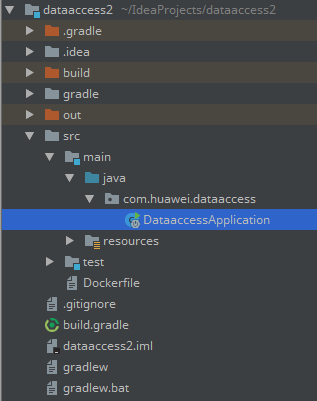 dataaccess2 ~/IdeaProjects/dataaccess2
.gradle
.idea
build
gradle
out
src
main
java
com.huawei.dataaccess
DataaccessApplication
resources
test
Dockerfile
.gitignore
build.gradle
dataaccess2.iml
gradlew
gradlew.bat